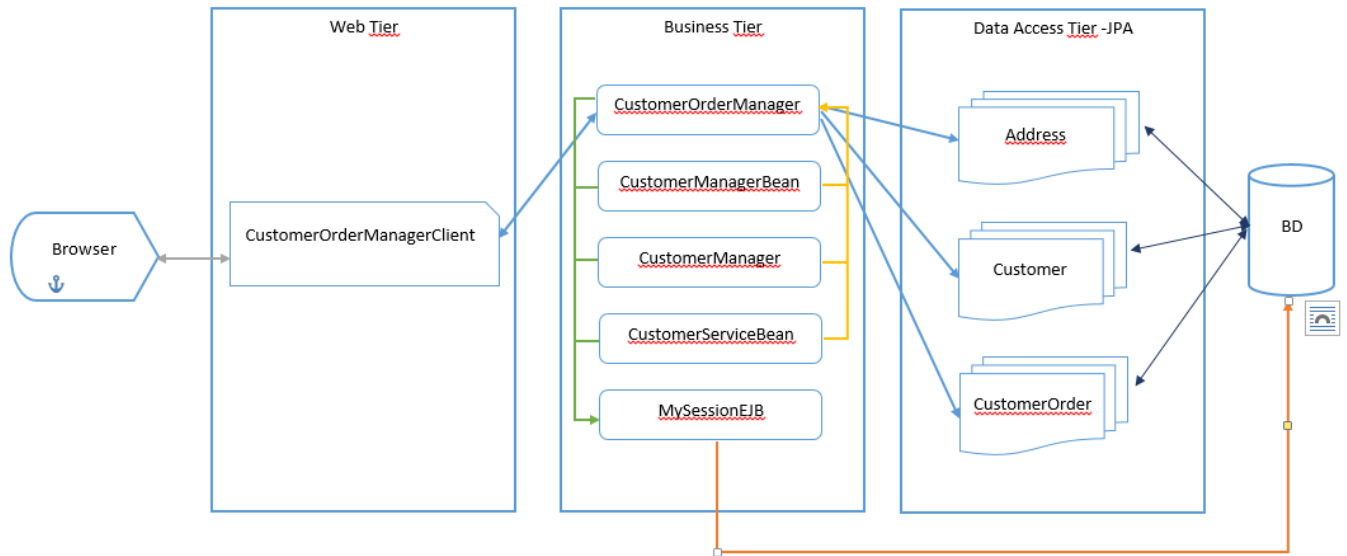 Web Tier
Business Tier
Data Access Tier -JPA
CustomerOrderManager
Address
CustomerManagerBean
BD
CustomerOrderManagerClient
Browser
CustomerManager
Customer
CustomerServiceBean
CustomerOrder
MySessionEJB